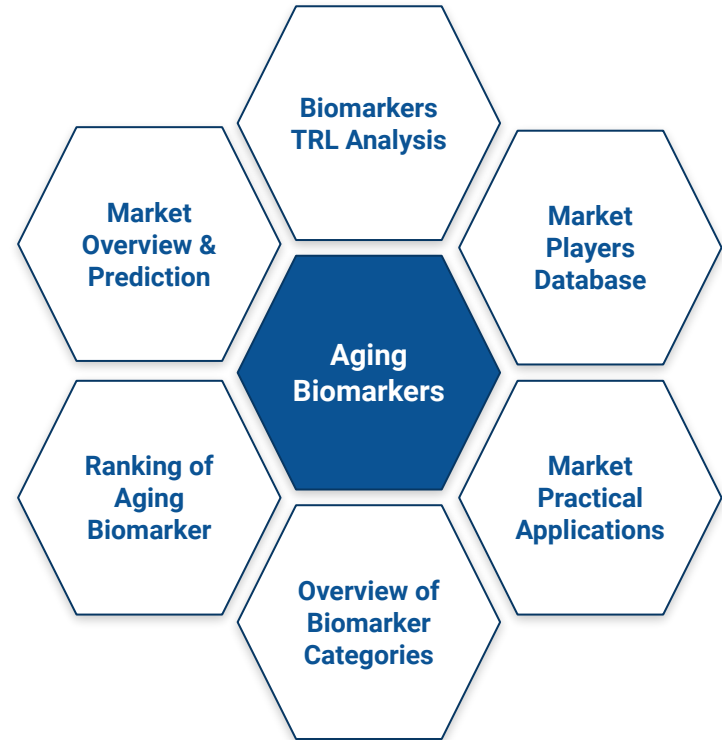 Biomarkers
TRL Analysis
Market
Overview &
Prediction
Market
Players
Database
Aging
Biomarkers
Ranking of
Aging
Biomarker
Market
Practical
Applications
Overview of
Biomarker
Categories